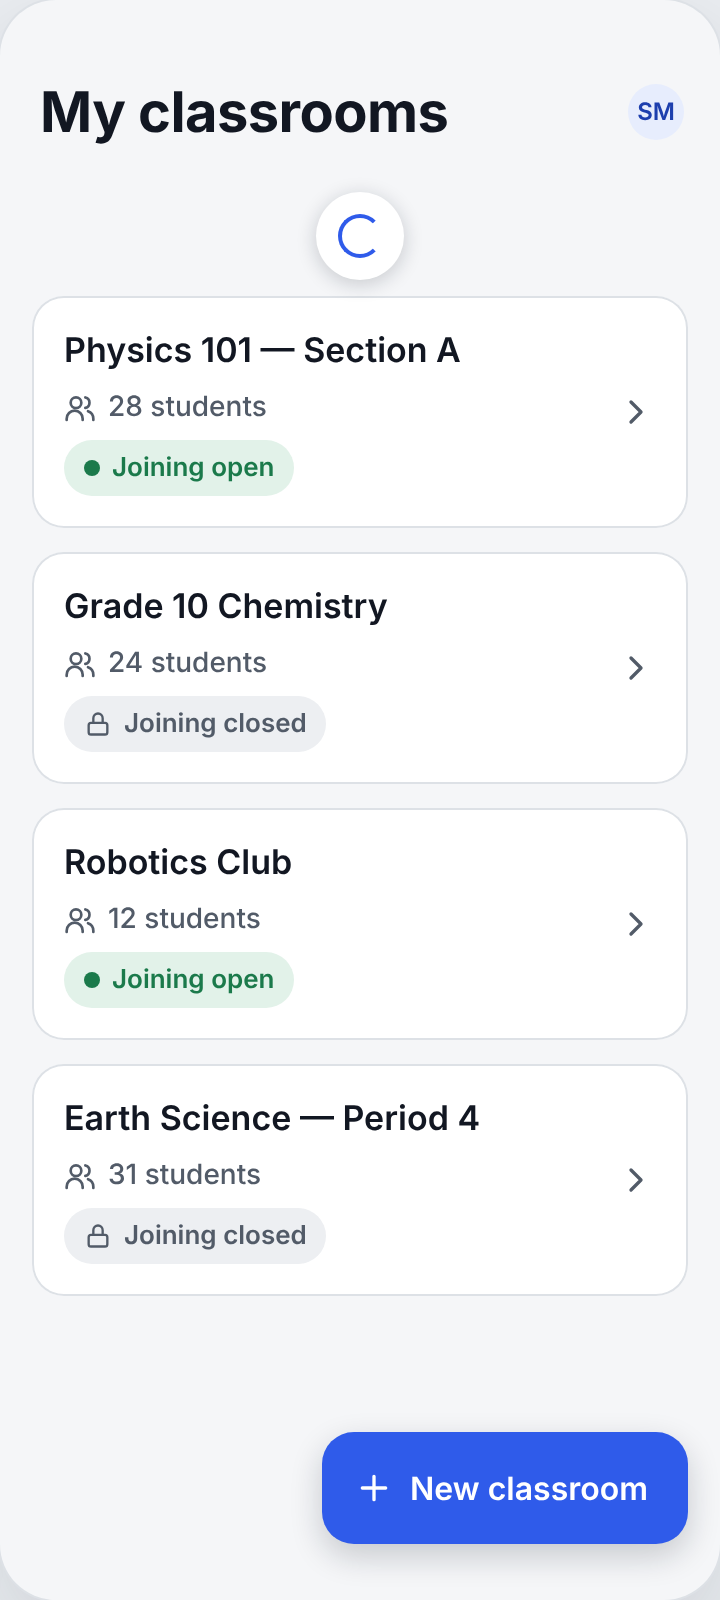 My classrooms
SM
Physics 101 — Section A
28 students
Joining open
Grade 10 Chemistry
24 students
Joining closed
Robotics Club
12 students
Joining open
Earth Science — Period 4
31 students
Joining closed
New classroom